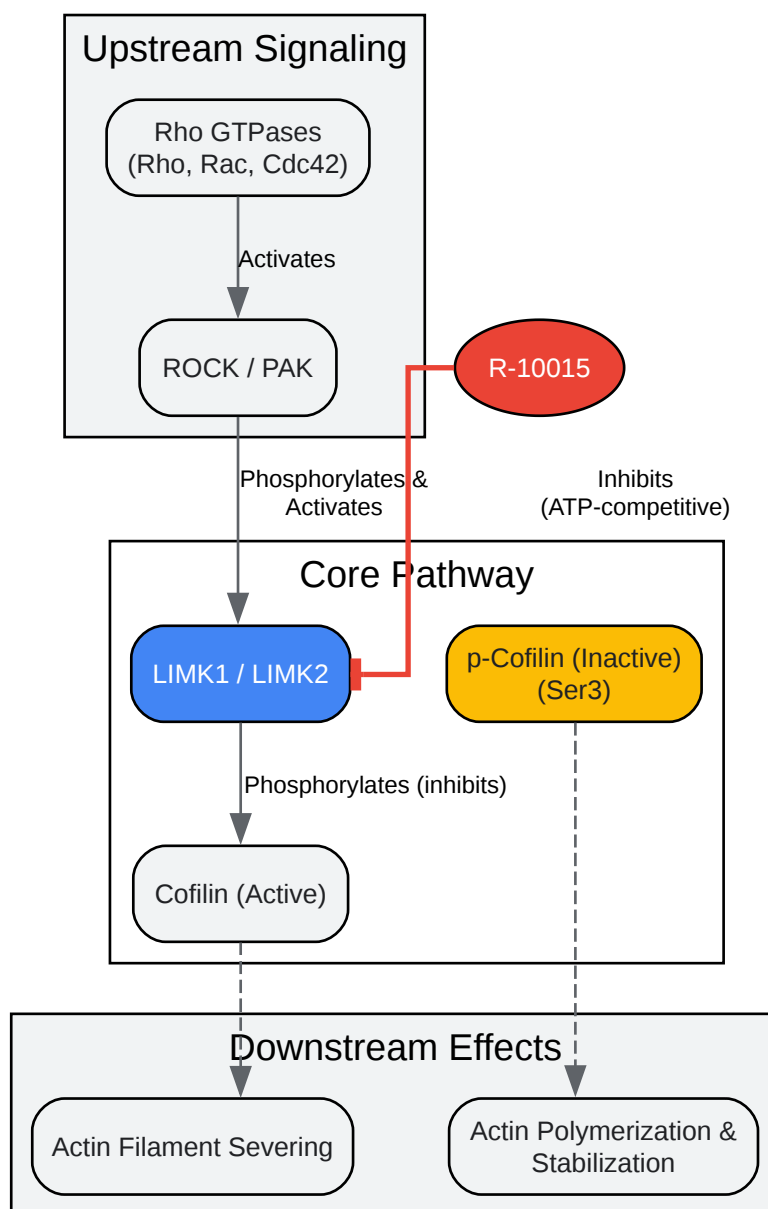 Upstream Signaling
Rho GTPases
(Rho, Rac, Cdc42)
Activates
ROCK / PAK
R-10015
Phosphorylates &
Activates
Inhibits
(ATP-competitive)
Core Pathway
LIMK1 / LIMK2
p-Cofilin (Inactive)
(Ser3)
Phosphorylates (inhibits)
Cofilin (Active)
Downstream Effects
Actin Filament Severing
Actin Polymerization &
Stabilization